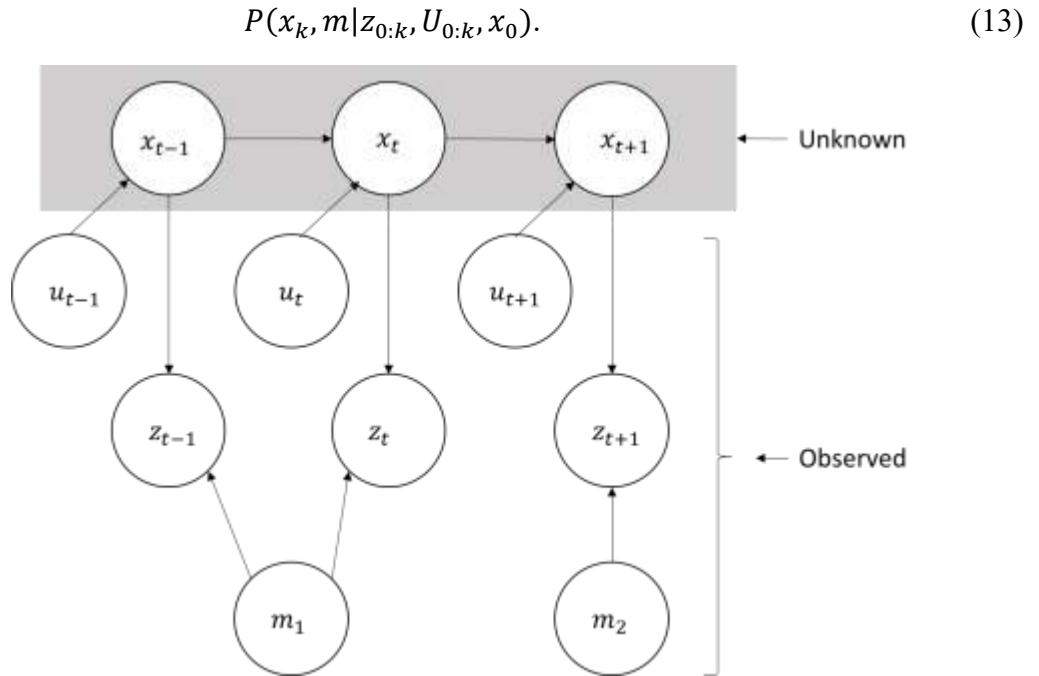 P(x_k, m|z_{0:k}, U_{0:k}, x_0). (13)
x_{t−1} x_t x_{t+1} Unknown
u_{t−1} u_t u_{t+1}
z_{t−1} z_t z_{t+1} Observed
m_1 m_2